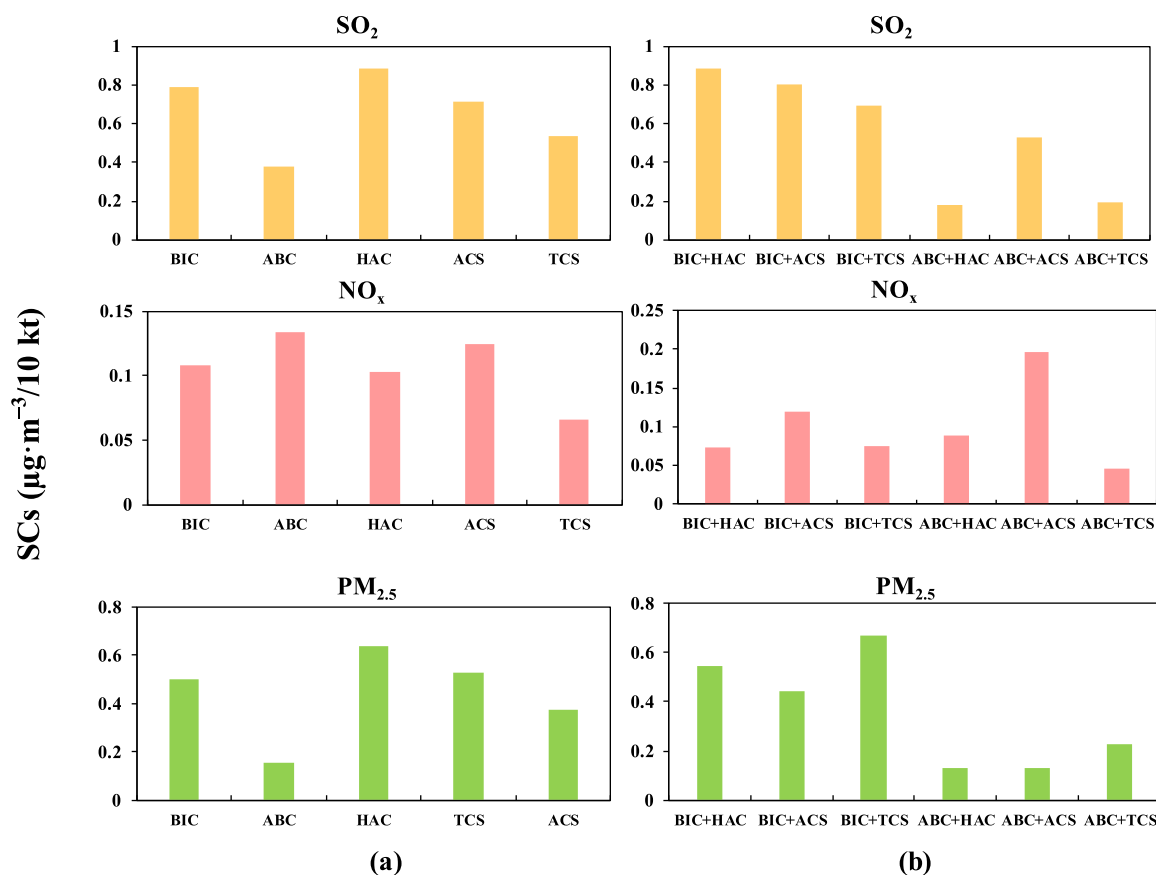 SCs (µg·m⁻³/10 kt)
SO₂
1
0.8
0.6
0.4
0.2
0
BIC ABC HAC ACS TCS
NOₓ
0.15
0.1
0.05
0
BIC ABC HAC ACS TCS
PM₂.₅
0.8
0.6
0.4
0.2
0
BIC ABC HAC TCS ACS
(a)
SO₂
1
0.8
0.6
0.4
0.2
0
BIC+HAC BIC+ACS BIC+TCS ABC+HAC ABC+ACS ABC+TCS
NOₓ
0.25
0.2
0.15
0.1
0.05
0
BIC+HAC BIC+ACS BIC+TCS ABC+HAC ABC+ACS ABC+TCS
PM₂.₅
0.8
0.6
0.4
0.2
0
BIC+HAC BIC+ACS BIC+TCS ABC+HAC ABC+ACS ABC+TCS
(b)